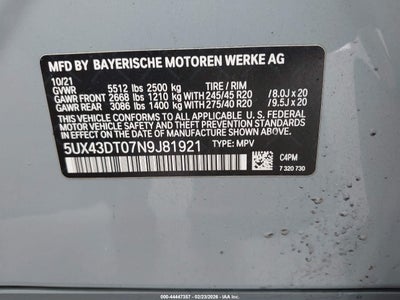 MFD BY BAYERISCHE MOTOREN WERKE AG
10/21
GVWR 5512 lbs 2500 kg TIRE / RIM
GAWR FRONT 2668 lbs 1210 kg WITH 245/45 R20 /8.0J x 20
GAWR REAR 3086 lbs 1400 kg WITH 275/40 R20 /9.5J x 20
THIS VEHICLE CONFORMS TO ALL APPLICABLE U. S. FEDERAL
MOTOR VEHICLE SAFETY STANDARDS IN EFFECT ON
THE DATE OF MANUFACTURE SHOWN ABOVE.
5UX43DT07N9J81921 TYPE: MPV
C4PM
7 320 730
000-44447357 - 02/23/2026 - IAA Inc.